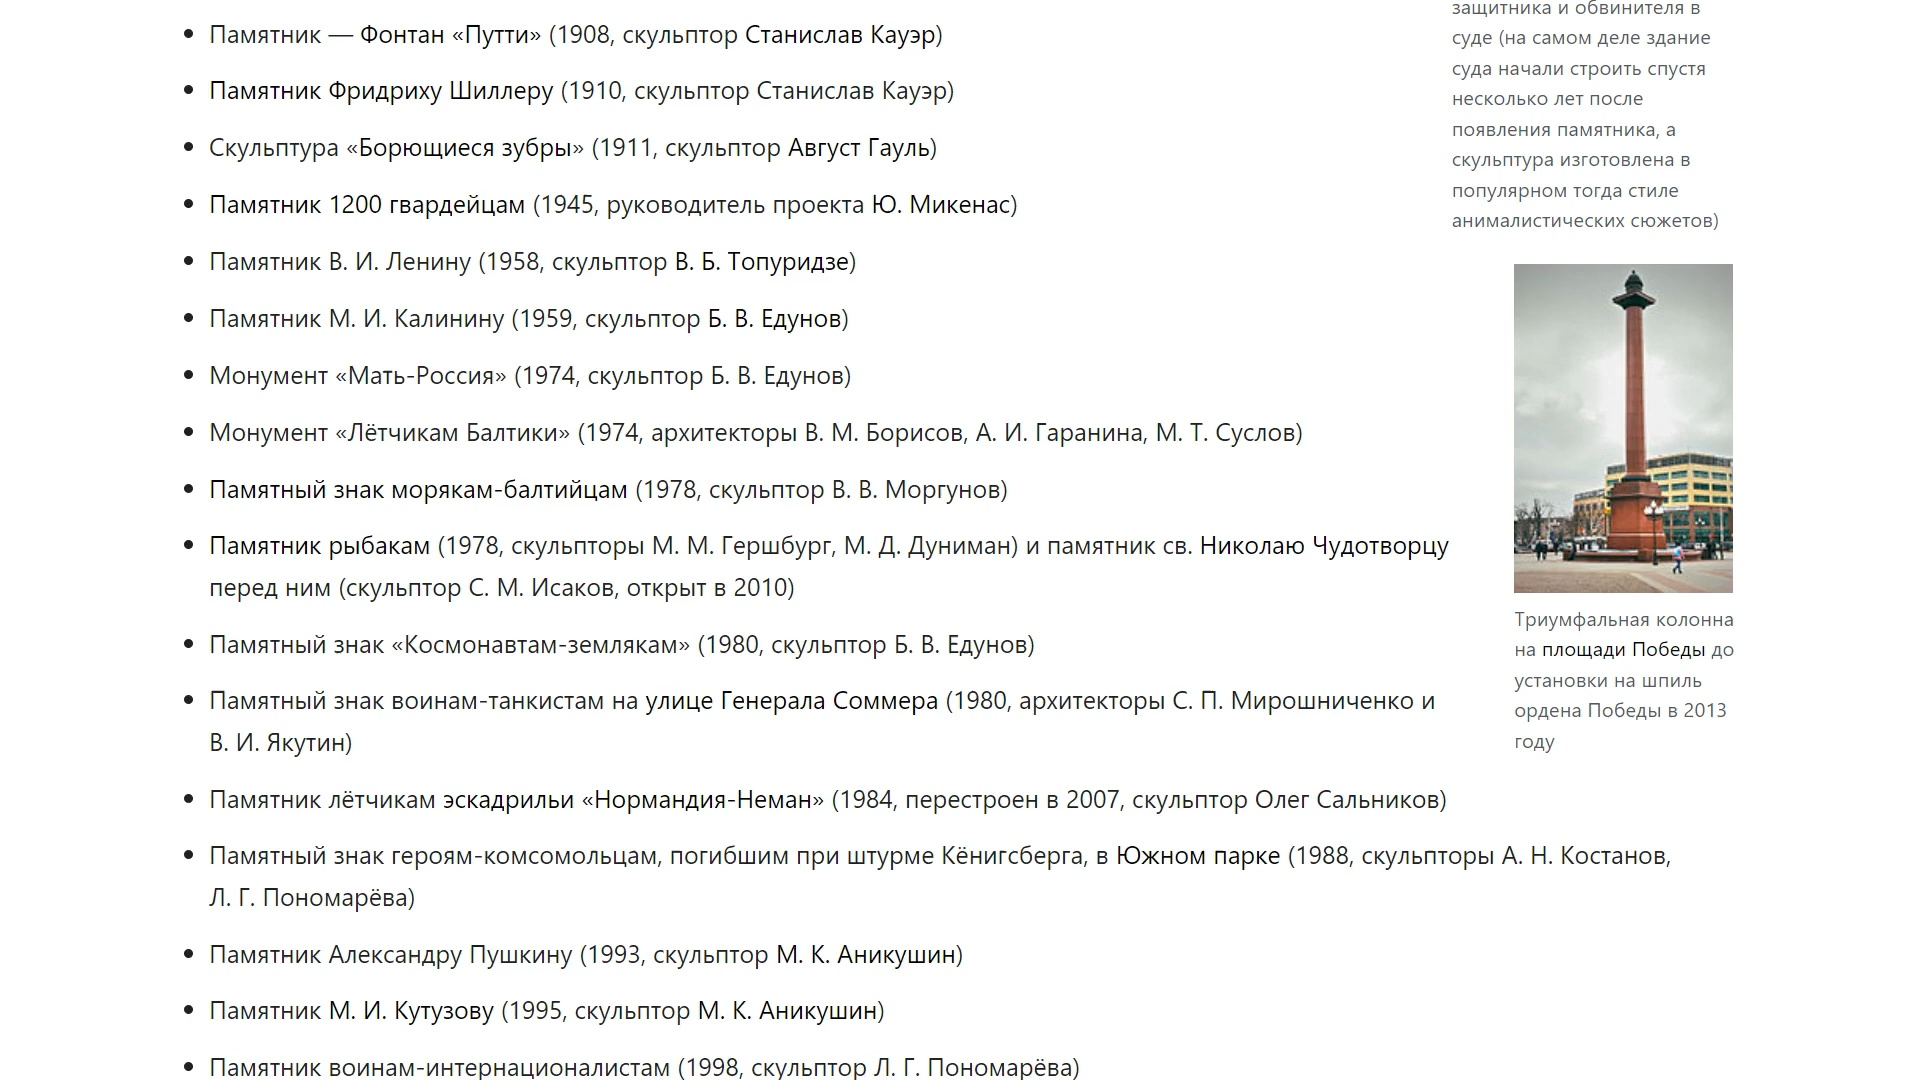 Памятник — Фонтан «Путти» (1908, скульптор Станислав Кауэр)
Памятник Фридриху Шиллеру (1910, скульптор Станислав Кауэр)
Скульптура «Борющиеся зубры» (1911, скульптор Август Гауль)
Памятник 1200 гвардейцам (1945, руководитель проекта Ю. Микенас)
Памятник В. И. Ленину (1958, скульптор В. Б. Топуридзе)
Памятник М. И. Калинину (1959, скульптор Б. В. Едунов)
Монумент «Мать-Россия» (1974, скульптор Б. В. Едунов)
Монумент «Лётчикам Балтики» (1974, архитекторы В. М. Борисов, А. И. Гаранина, М. Т. Суслов)
Памятный знак морякам-балтийцам (1978, скульптор В. В. Моргунов)
Памятник рыбакам (1978, скульпторы М. М. Гершбург, М. Д. Дуниман) и памятник св. Николаю Чудотворцу
перед ним (скульптор С. М. Исаков, открыт в 2010)
Памятный знак «Космонавтам-землякам» (1980, скульптор Б. В. Едунов)
Памятный знак воинам-танкистам на улице Генерала Соммера (1980, архитекторы С. П. Мирошниченко и
В. И. Якутин)
Памятник лётчикам эскадрильи «Нормандия-Неман» (1984, перестроен в 2007, скульптор Олег Сальников)
Памятный знак героям-комсомольцам, погибшим при штурме Кёнигсберга, в Южном парке (1988, скульпторы А. Н. Костанов,
Л. Г. Пономарёва)
Памятник Александру Пушкину (1993, скульптор М. К. Аникушин)
Памятник М. И. Кутузову (1995, скульптор М. К. Аникушин)
Памятник воинам-интернационалистам (1998, скульптор Л. Г. Пономарёва)
защитника и обвинителя в
суде (на самом деле здание
суда начали строить спустя
несколько лет после
появления памятника, а
скульптура изготовлена в
популярном тогда стиле
анималистических сюжетов)
Триумфальная колонна
на площади Победы до
установки на шпиль
ордена Победы в 2013
году